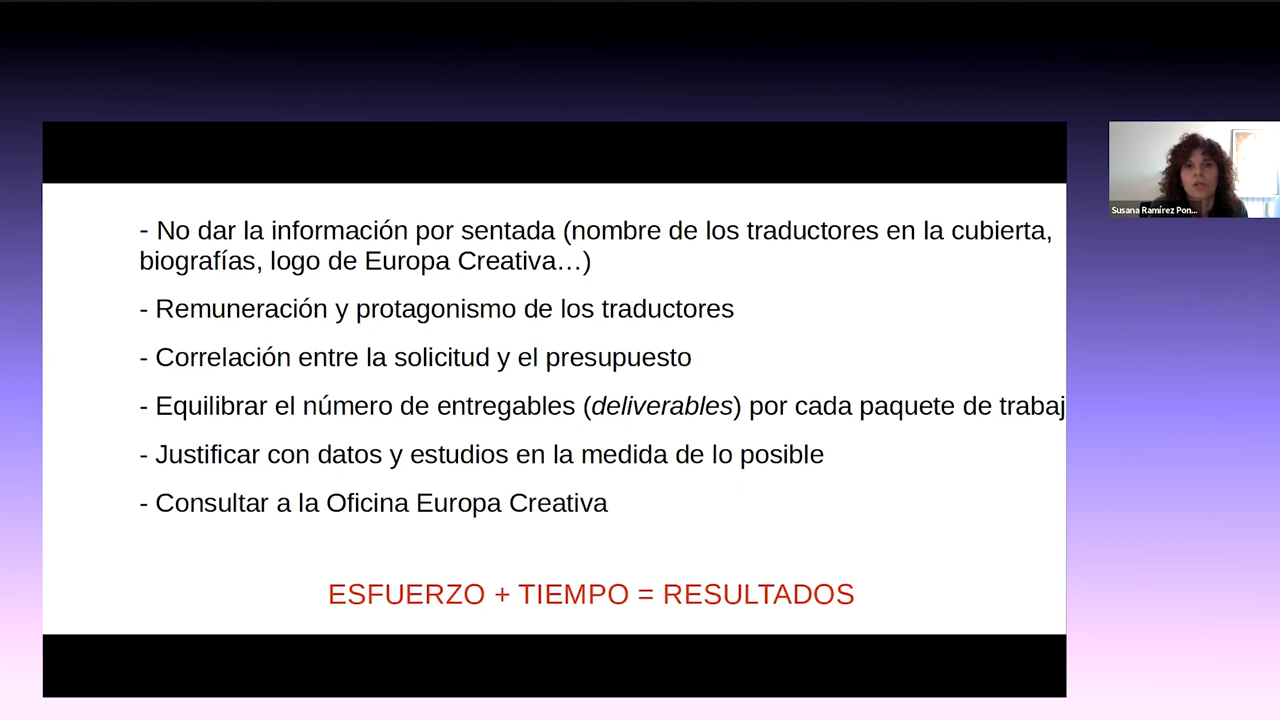 - No dar la información por sentada (nombre de los traductores en la cubierta,
biografías, logo de Europa Creativa…)
- Remuneración y protagonismo de los traductores
- Correlación entre la solicitud y el presupuesto
- Equilibrar el número de entregables (deliverables) por cada paquete de trabaj
- Justificar con datos y estudios en la medida de lo posible
- Consultar a la Oficina Europa Creativa
ESFUERZO + TIEMPO = RESULTADOS
Susana Ramírez Pon...